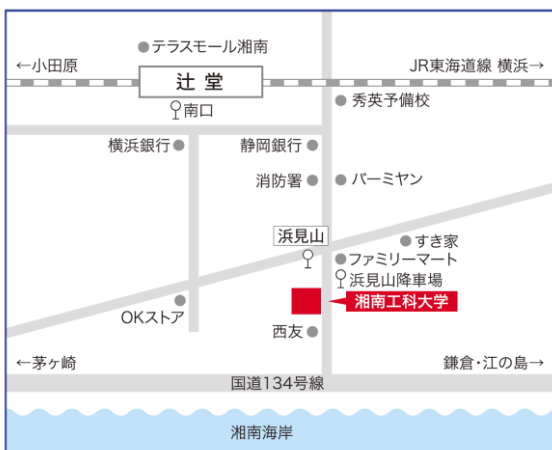 テラスモール湘南
←小田原
JR東海道線 横浜→
辻堂
秀英予備校
南口
横浜銀行
静岡銀行
消防署
バーミヤン
浜見山
すき家
ファミリーマート
浜見山降車場
湘南工科大学
OKストア
西友
←茅ヶ崎
鎌倉・江の島→
国道134号線
湘南海岸